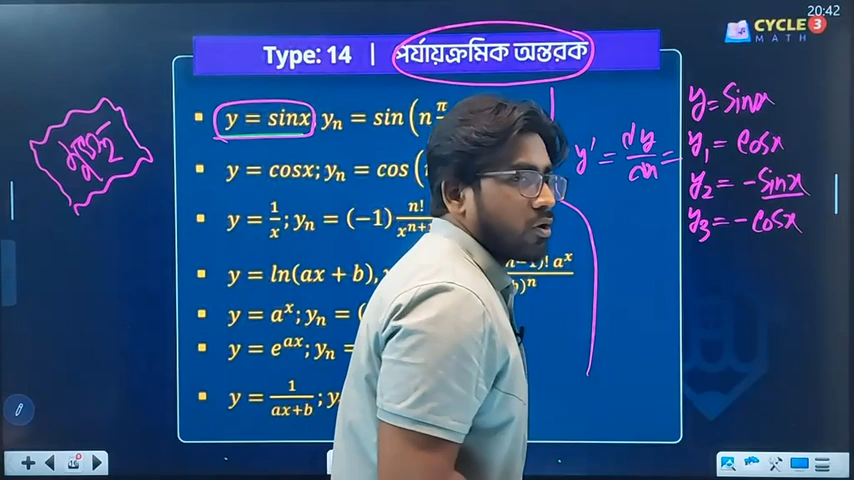 20:42
CYCLE 3
MATH
Type: 14 | পর্যায়ক্রমিক অন্তরক
y = sinx; yₙ = sin (n π
y = cosx; yₙ = cos (
y = 1/x; yₙ = (−1) n!/xⁿ⁺¹
y = ln(ax + b),
)! aˣ
)ⁿ
y = aˣ; yₙ = (
y = eᵃˣ; yₙ =
y = 1/(ax+b); y
y' = dy/dx =
y = Sinx
y₁ = Cosx
y₂ = - Sinx
y₃ = - Cosx